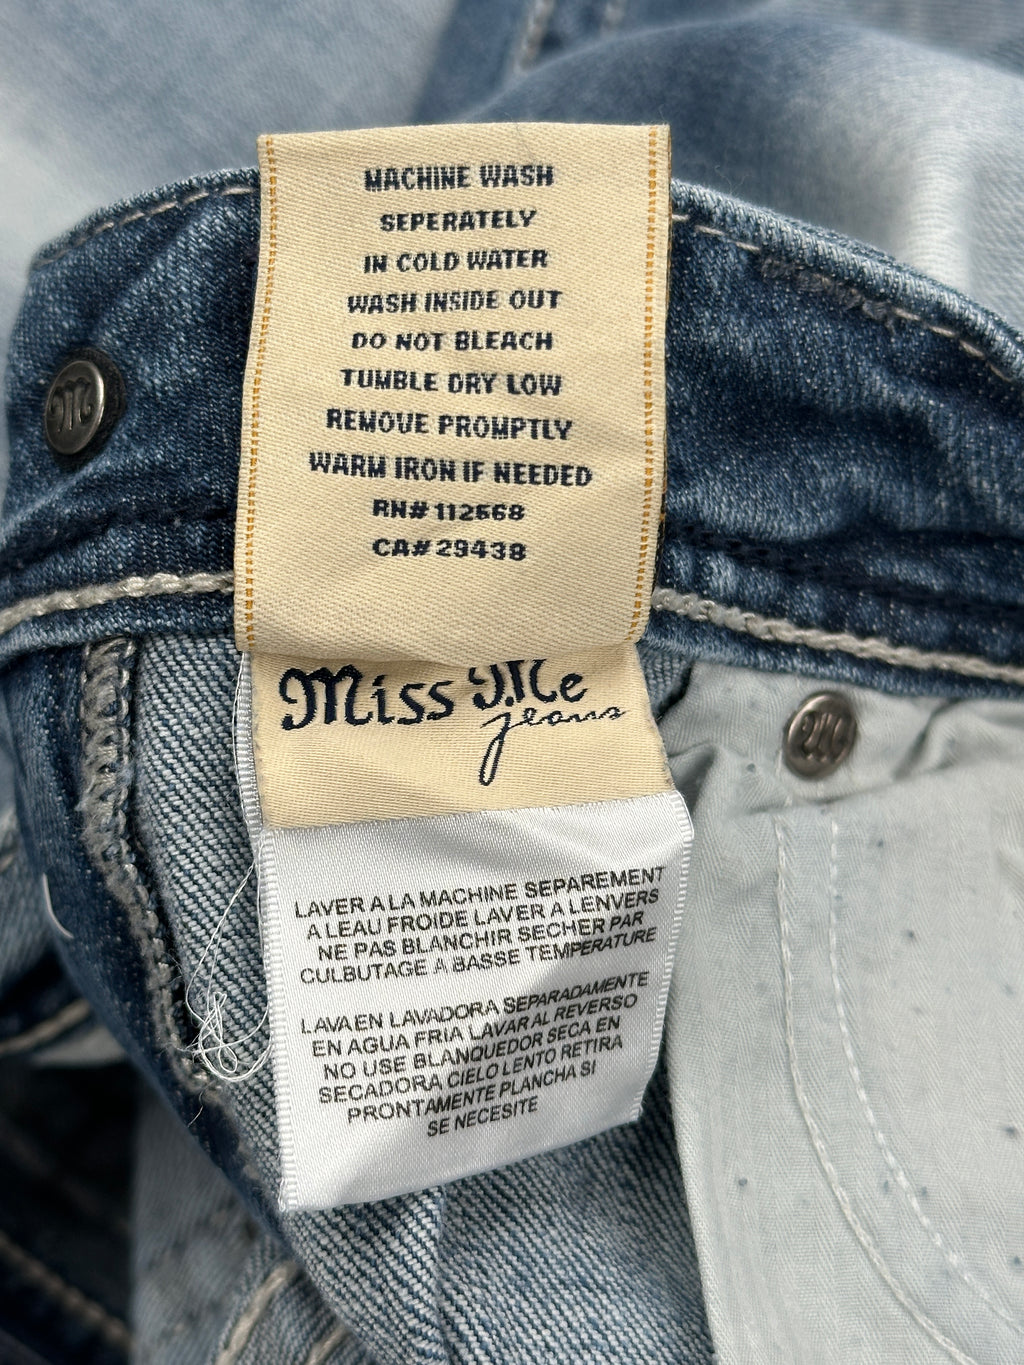 MACHINE WASH
SEPERATELY
IN COLD WATER
WASH INSIDE OUT
DO NOT BLEACH
TUMBLE DRY LOW
REMOVE PROMPTLY
WARM IRON IF NEEDED
RN# 112568
CA# 29438
M
Miss Me
jeans
M
LAVER A LA MACHINE SEPAREMENT
A LEAU FROIDE LAVER A LENVERS
NE PAS BLANCHIR SECHER PAR
CULBUTAGE A BASSE TEMPERATURE
LAVAEN LAVADORA SEPARADAMENTE
EN AGUA FRIA LAVAR AL REVERSO
NO USE BLANQUEDOR SECA EN
SECADORA CIELO LENTO RETIRA
PRONTAMENTE PLANCHA SI
SE NECESITE